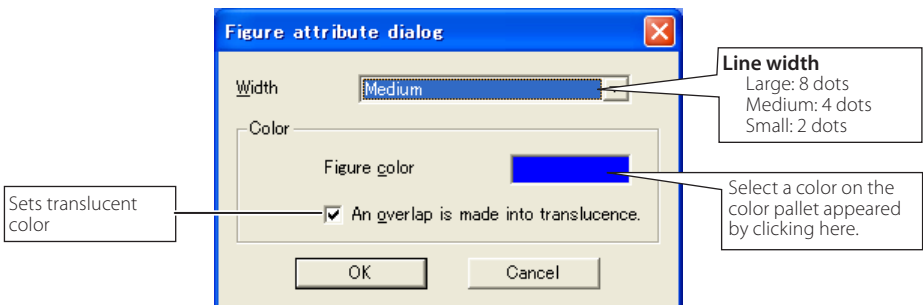 Figure attribute dialog
Width
Medium
Line width
Large: 8 dots
Medium: 4 dots
Small: 2 dots
Color
Figure color
Select a color on the
color pallet appeared
by clicking here.
Sets translucent
color
An overlap is made into translucence.
OK
Cancel